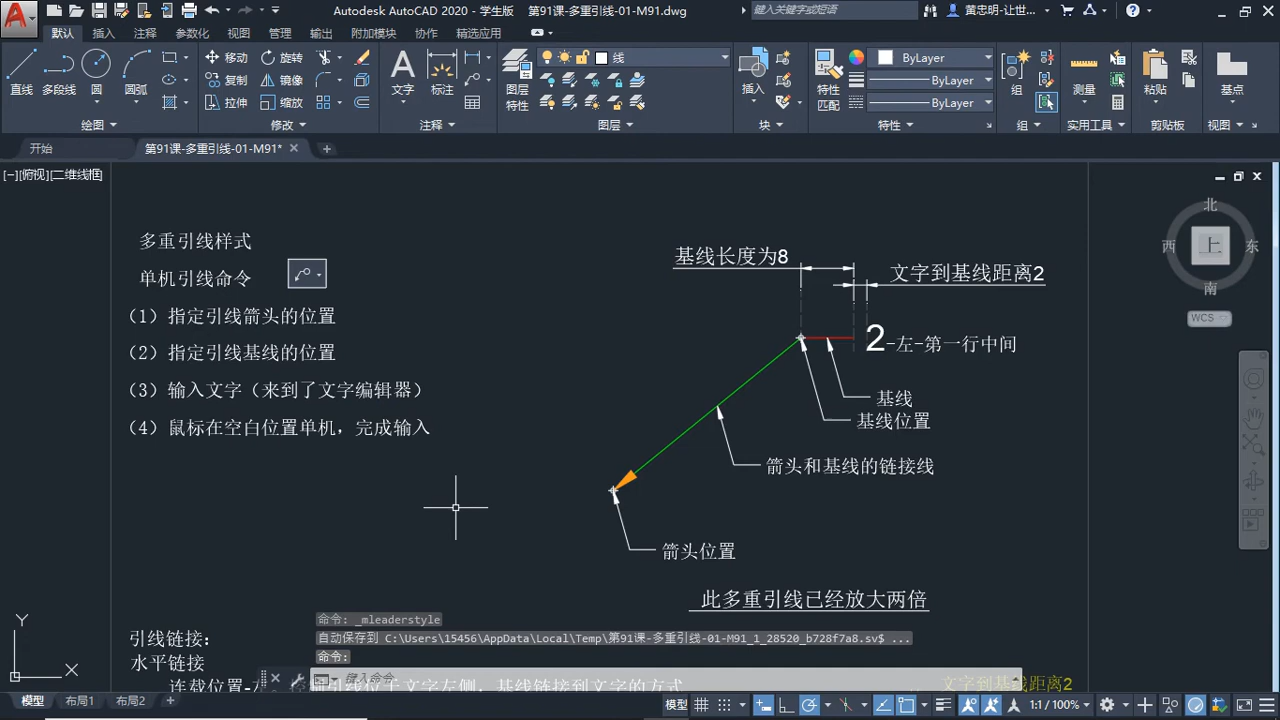 Autodesk AutoCAD 2020 - 学生版 第91课-多重引线-01-M91.dwg
键入关键字或短语
黄忠明-让世...
默认 插入 注释 参数化 视图 管理 输出 附加模块 协作 精选应用
直线 多段线 圆 圆弧
移动 旋转
复制 镜像
拉伸 缩放
文字 标注
图层特性
线
插入
特性匹配
ByLayer
ByLayer
ByLayer
组
测量
粘贴
基点
绘图 修改 注释 图层 块 特性 组 实用工具 剪贴板 视图
开始 第91课-多重引线-01-M91*
[−][俯视][二维线框]
北
西 上 东
南
WCS
多重引线样式
单机引线命令
（1）指定引线箭头的位置
（2）指定引线基线的位置
（3）输入文字（来到了文字编辑器）
（4）鼠标在空白位置单机，完成输入
基线长度为8
文字到基线距离2
2-左-第一行中间
基线
基线位置
箭头和基线的链接线
箭头位置
此多重引线已经放大两倍
命令: _mleaderstyle
自动保存到 C:\Users\15456\AppData\Local\Temp\第91课-多重引线-01-M91_1_28520_b728f7a8.sv$ ...
命令:
键入命令
引线链接：
水平链接
文字到基线距离2
Y
X
模型 布局1 布局2
模型
1:1 / 100%